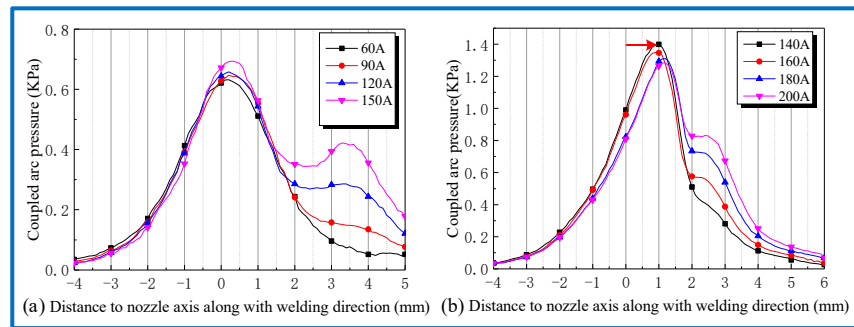 0.8
0.6
0.4
0.2
0.0
Coupled arc pressure(KPa)
60A
90A
120A
150A
−4 −3 −2 −1 0 1 2 3 4 5
(a) Distance to nozzle axis along with welding direction (mm)
1.4
1.2
1.0
0.8
0.6
0.4
0.2
0.0
Coupled arc pressure(KPa)
140A
160A
180A
200A
−4 −3 −2 −1 0 1 2 3 4 5 6
(b) Distance to nozzle axis along with welding direction (mm)